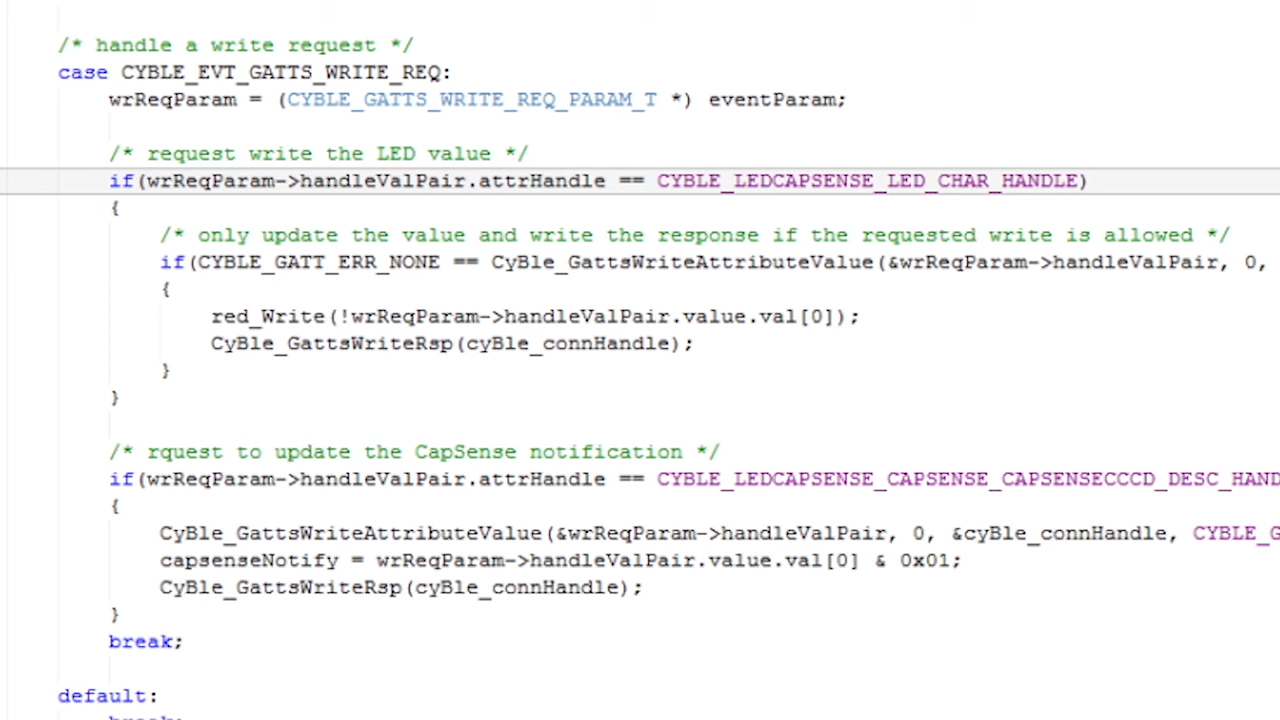 /* handle a write request */
case CYBLE_EVT_GATTS_WRITE_REQ:
wrReqParam = (CYBLE_GATTS_WRITE_REQ_PARAM_T *) eventParam;
/* request write the LED value */
if(wrReqParam->handleValPair.attrHandle == CYBLE_LEDCAPSENSE_LED_CHAR_HANDLE)
{
/* only update the value and write the response if the requested write is allowed */
if(CYBLE_GATT_ERR_NONE == CyBle_GattsWriteAttributeValue(&wrReqParam->handleValPair, 0,
{
red_Write(!wrReqParam->handleValPair.value.val[0]);
CyBle_GattsWriteRsp(cyBle_connHandle);
}
}
/* rquest to update the CapSense notification */
if(wrReqParam->handleValPair.attrHandle == CYBLE_LEDCAPSENSE_CAPSENSE_CAPSENSECCCD_DESC_HAND
{
CyBle_GattsWriteAttributeValue(&wrReqParam->handleValPair, 0, &cyBle_connHandle, CYBLE_G
capsenseNotify = wrReqParam->handleValPair.value.val[0] & 0x01;
CyBle_GattsWriteRsp(cyBle_connHandle);
}
break;
default:
break;